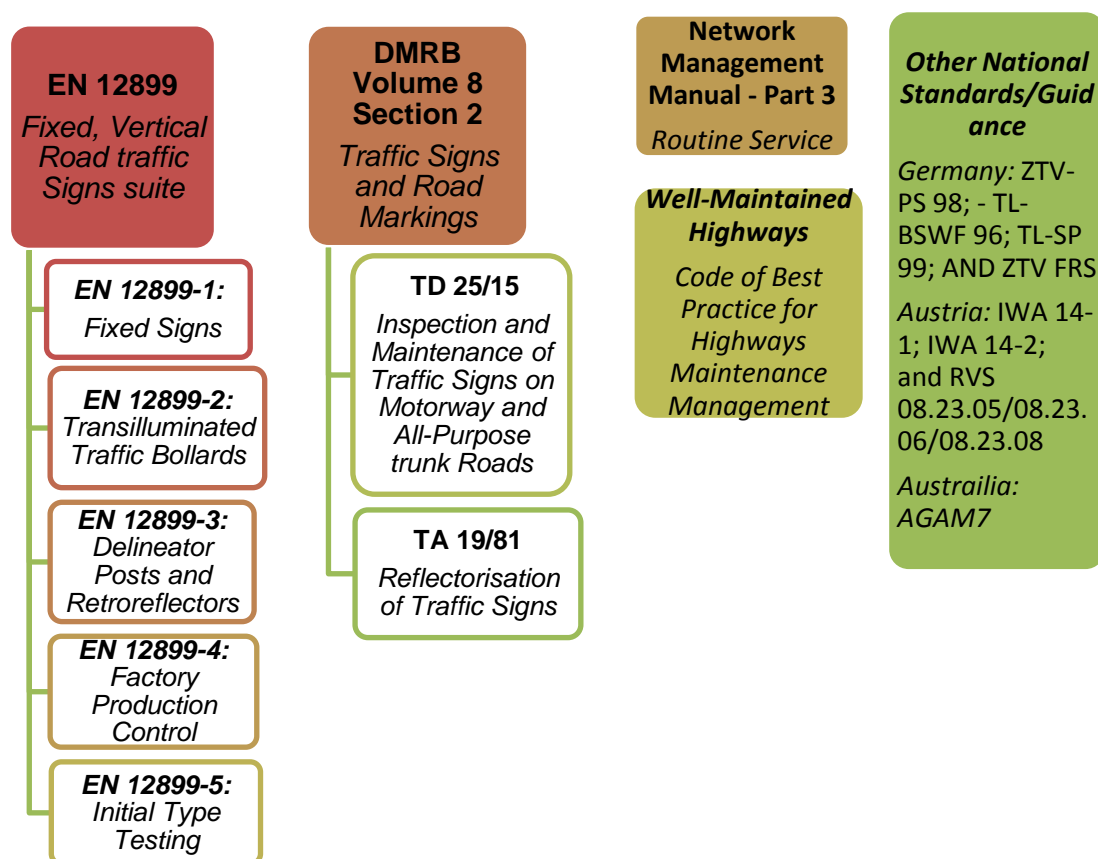 EN 12899
Fixed, Vertical
Road traffic
Signs suite
EN 12899-1:
Fixed Signs
EN 12899-2:
Transilluminated
Traffic Bollards
EN 12899-3:
Delineator
Posts and
Retroreflectors
EN 12899-4:
Factory
Production
Control
EN 12899-5:
Initial Type
Testing
DMRB
Volume 8
Section 2
Traffic Signs
and Road
Markings
TD 25/15
Inspection and
Maintenance of
Traffic Signs on
Motorway and
All-Purpose
trunk Roads
TA 19/81
Reflectorisation
of Traffic Signs
Network
Management
Manual - Part 3
Routine Service
Well-Maintained
Highways
Code of Best
Practice for
Highways
Maintenance
Management
Other National
Standards/Guid
ance
Germany: ZTV-
PS 98; - TL-
BSWF 96; TL-SP
99; AND ZTV FRS
Austria: IWA 14-
1; IWA 14-2;
and RVS
08.23.05/08.23.
06/08.23.08
Austrailia:
AGAM7